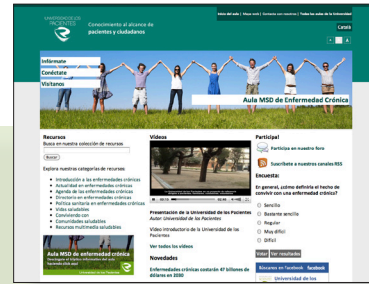 UNIVERSIDAD DE LOS
PACIENTES
Conocimiento al alcance de
pacientes y ciudadanos
Inicio del aula | Mapa web | Contacte con nosotros | Todas las aulas de la Universidad
Català
A A A
Infórmate
Conéctate
Visítanos
Aula MSD de Enfermedad Crónica
Recursos
Busca en nuestra colección de recursos
Buscar
Explora nuestras categorías de recursos:
Introducción a las enfermedades crónicas
Actualidad en enfermedades crónicas
Agenda de las enfermedades crónicas
Directorio en enfermedades crónicas
Política sanitaria en enfermedades crónicas
Vidas saludables
Conviviendo con
Comunidades saludables
Recursos multimedia saludables
Aula MSD de Enfermedad Crónica
Vídeos
Presentación de la Universidad de los Pacientes
Autor Universidad de los Pacientes
Vídeo introductorio de la Universidad de los Pacientes
Ver todos los vídeos
Novedades
Enfermedades crónicas costarán 47 billones de
dólares en 2030
Participa!
Participa en nuestro foro
Suscríbete a nuestros canales RSS
Encuesta:
En general, ¿cómo definiría el hecho de
convivir con una enfermedad crónica?
Sencillo
Bastante sencillo
Regular
Muy difícil
Difícil
Votar Ver resultados
Búscanos en Facebook facebook
Universidad de los